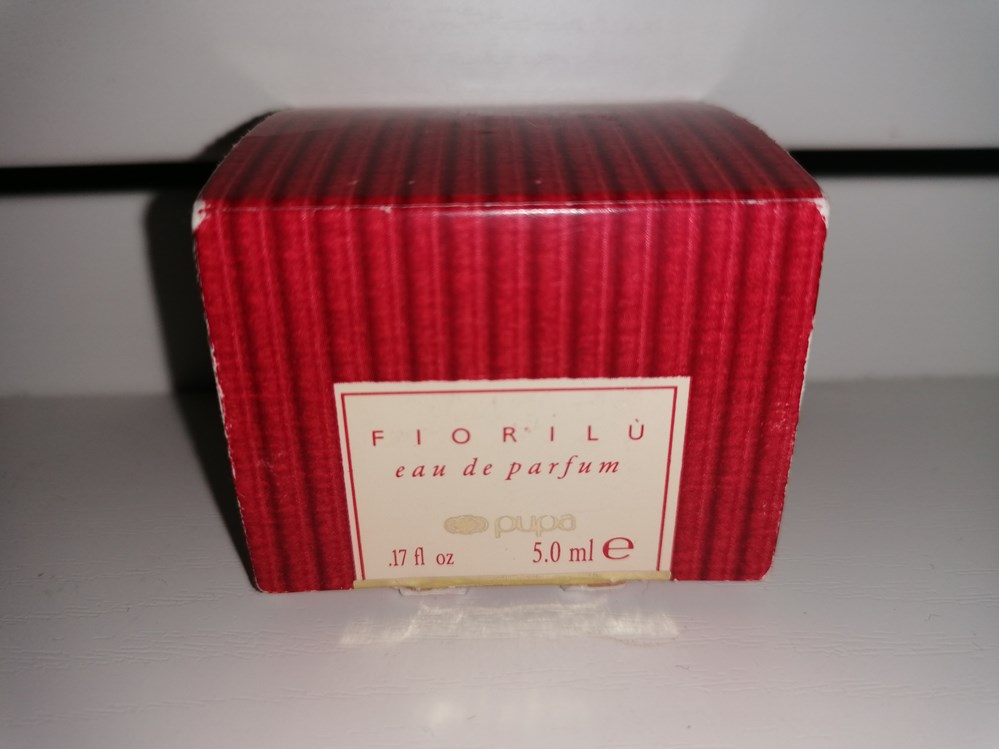 FIORILÙ
eau de parfum
pupa
.17 fl oz 5.0 ml e